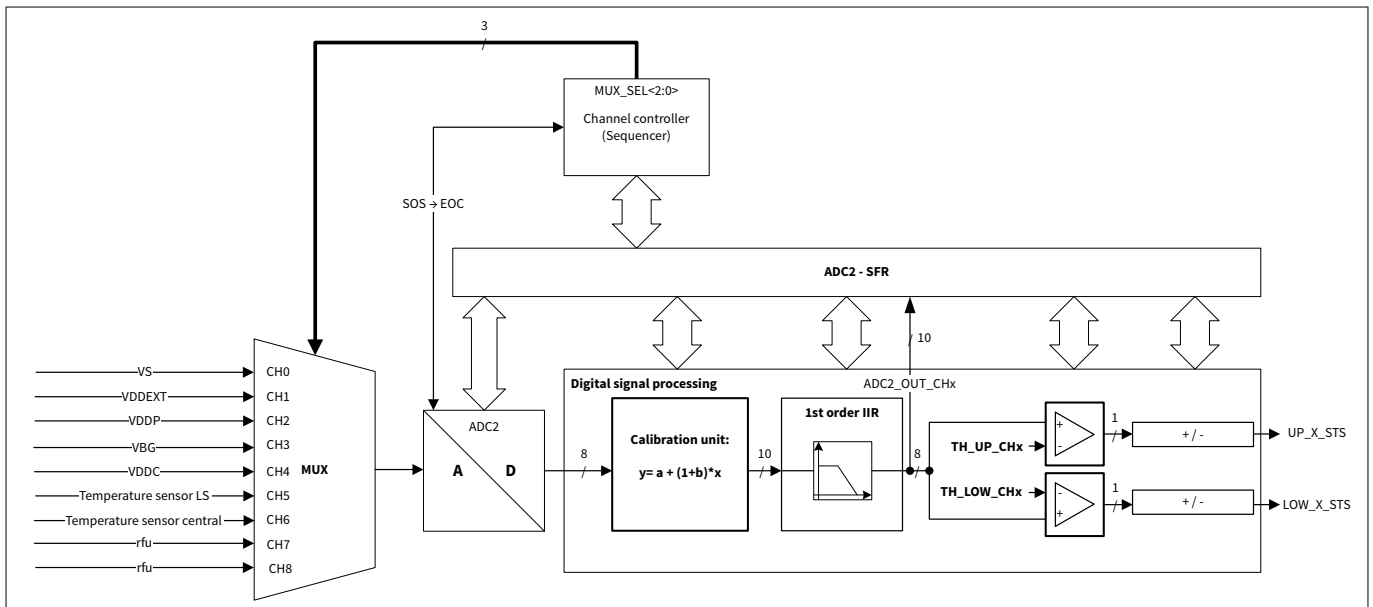 3
MUX_SEL<2:0>
Channel controller
(Sequencer)
SOS → EOC
ADC2 - SFR
10
VS
CH0
VDDEXT
CH1
VDDP
CH2
VBG
CH3
VDDC
CH4
MUX
Temperature sensor LS
CH5
Temperature sensor central
CH6
rfu
CH7
rfu
CH8
ADC2
A
D
8
Digital signal processing
Calibration unit:
y= a + (1+b)*x
10
1st order IIR
ADC2_OUT_CHx
8
TH_UP_CHx
+
-
1
+ / -
UP_X_STS
TH_LOW_CHx
-
+
1
+ / -
LOW_X_STS